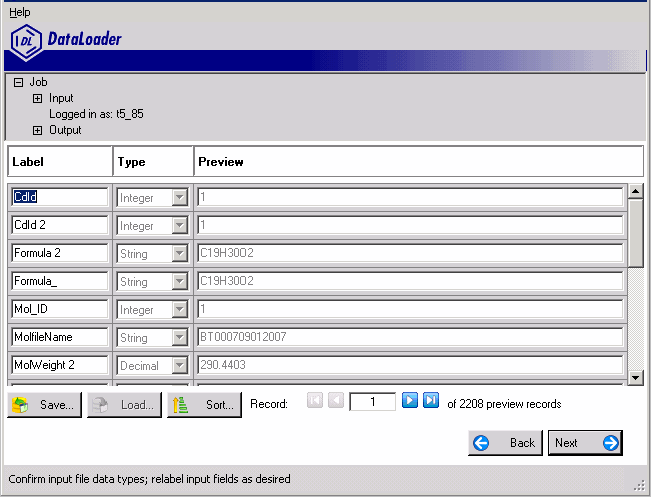 Help
DL DataLoader
Job
Input
Logged in as: t5_85
Output
Label Type Preview
CdId Integer 1
CdId 2 Integer 1
Formula 2 String C19H30O2
Formula_ String C19H30O2
Mol_ID Integer 1
MolfileName String BT000709012007
MolWeight 2 Decimal 290.4403
Save... Load... Sort... Record: 1 of 2208 preview records
Back Next
Confirm input file data types; relabel input fields as desired